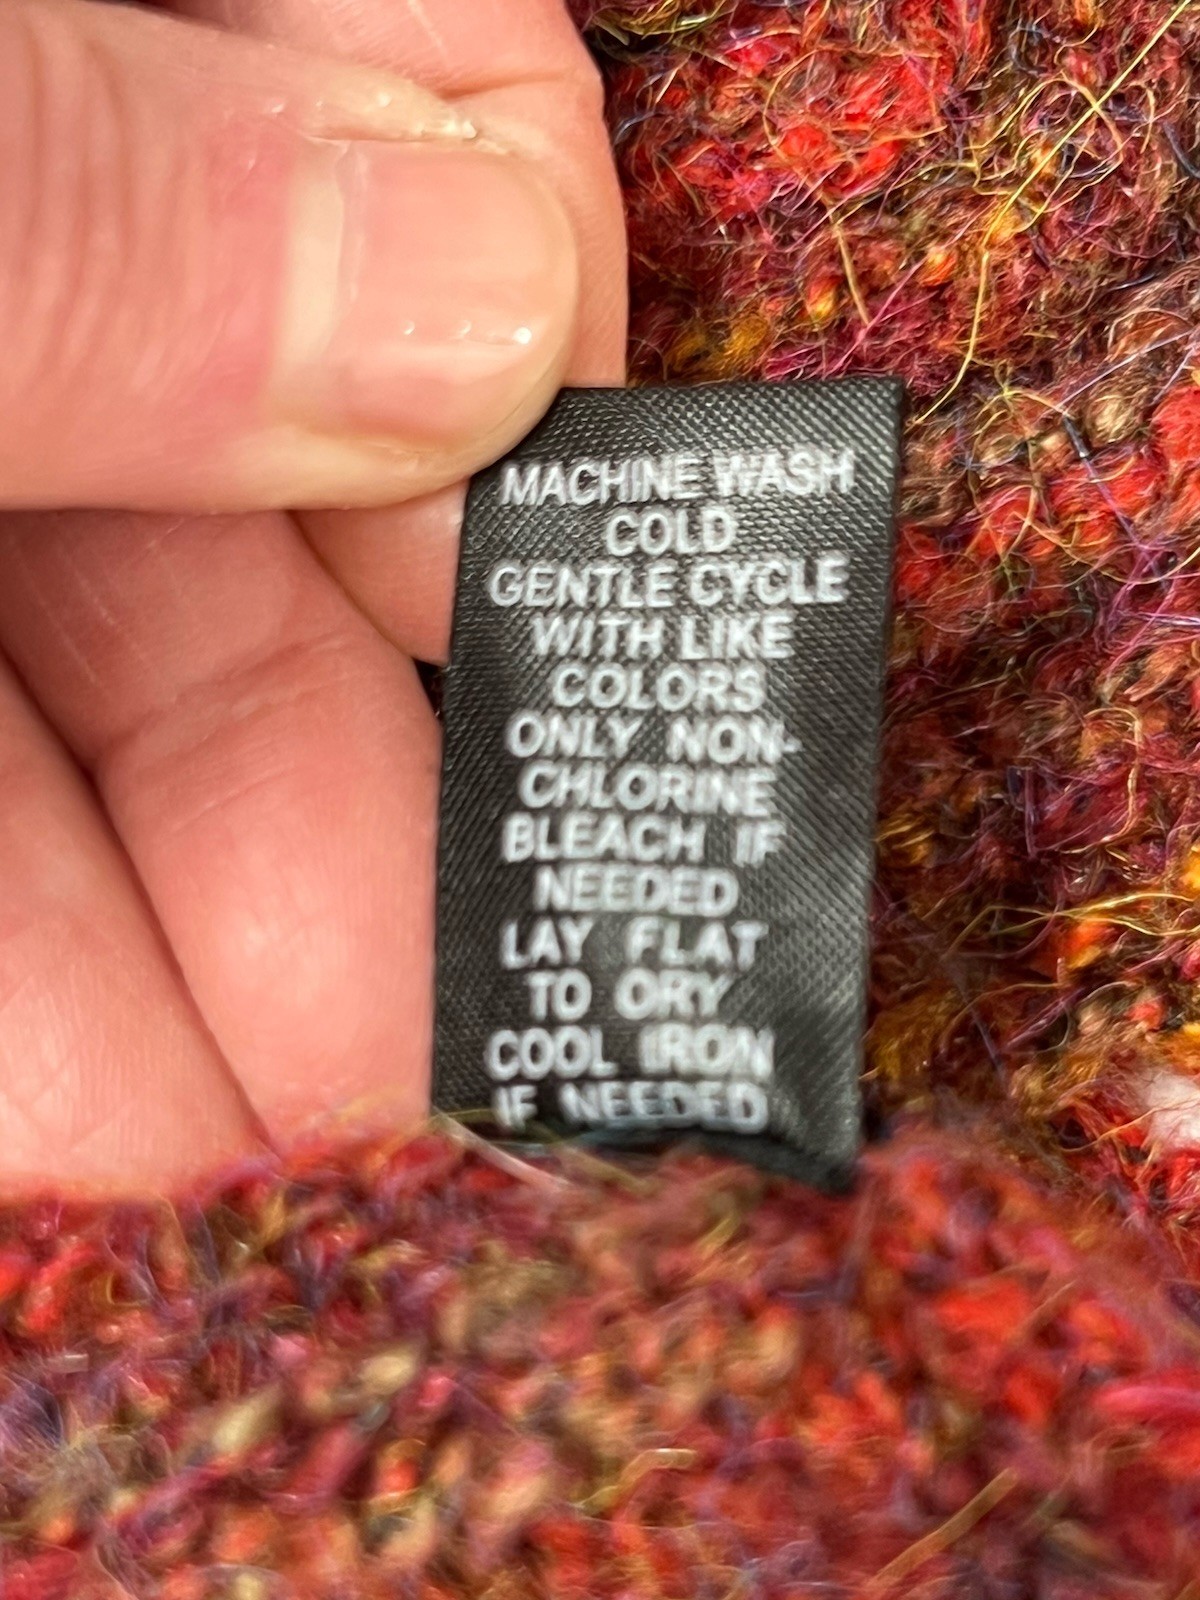 MACHINE WASH
COLD
GENTLE CYCLE
WITH LIKE
COLORS
ONLY NON-
CHLORINE
BLEACH IF
NEEDED
LAY FLAT
TO DRY
COOL IRON
IF NEEDED